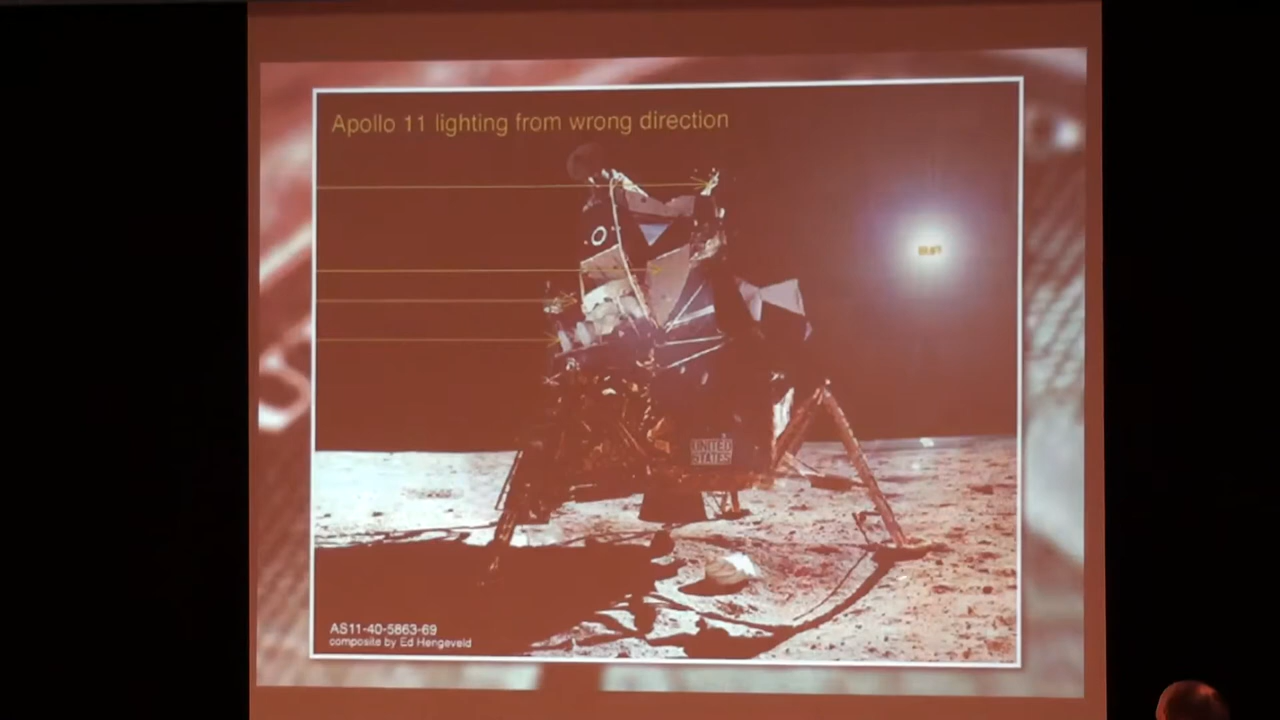 Apollo 11 lighting from wrong direction
UNITED
STATES
AS11-40-5863-69
composite by Ed Hengeveld